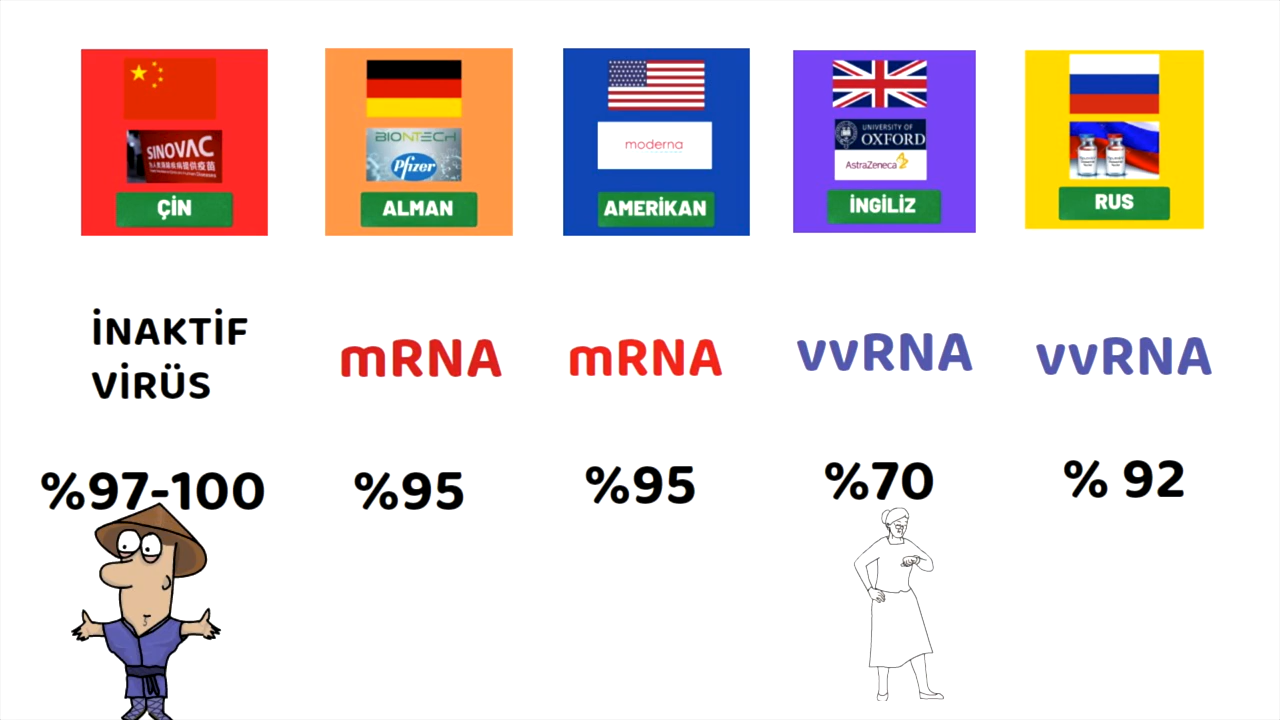 SINOVAC
ÇİN
BIONTECH
Pfizer
ALMAN
moderna
AMERİKAN
UNIVERSITY OF
OXFORD
AstraZeneca
İNGİLİZ
RUS
İNAKTİF
VİRÜS
mRNA
mRNA
vvRNA
vvRNA
%97-100
%95
%95
%70
% 92